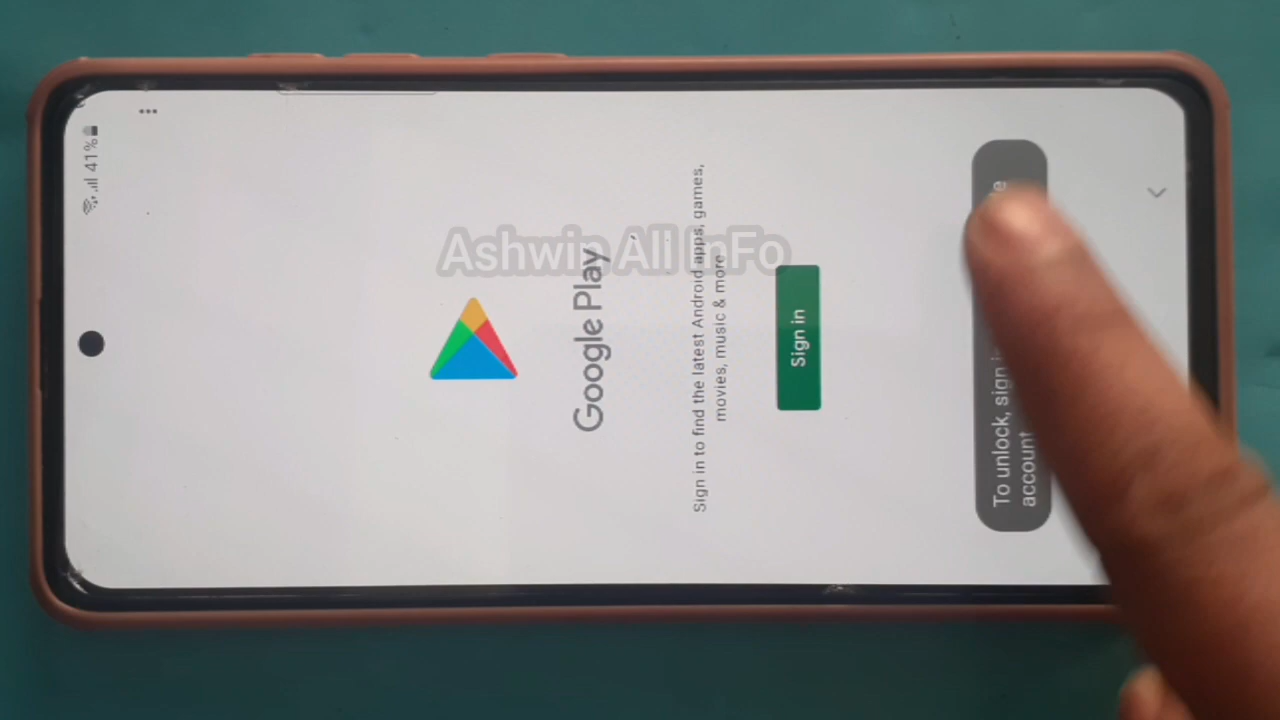 41%
Ashwin All InFo
Google Play
Sign in to find the latest Android apps, games,
movies, music & more
Sign in
To unlock, sign
account